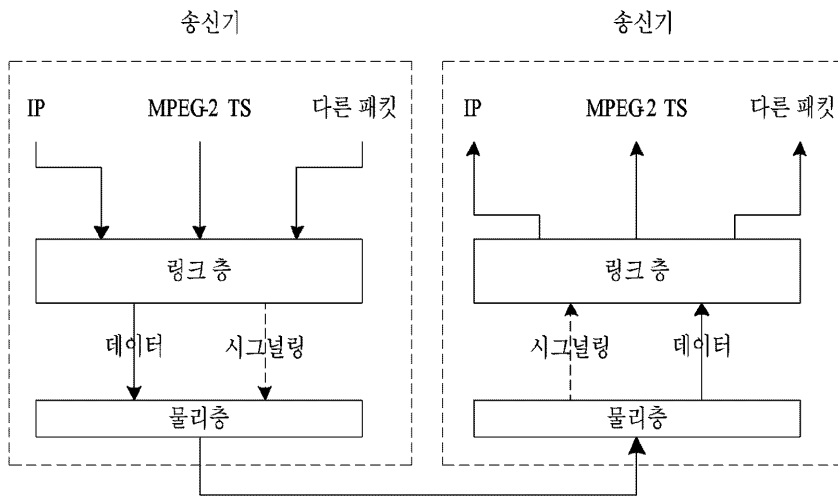 송신기
IP MPEG-2 TS 다른 패킷
링크 층
데이터 시그널링
물리층
송신기
IP MPEG-2 TS 다른 패킷
링크 층
시그널링 데이터
물리층